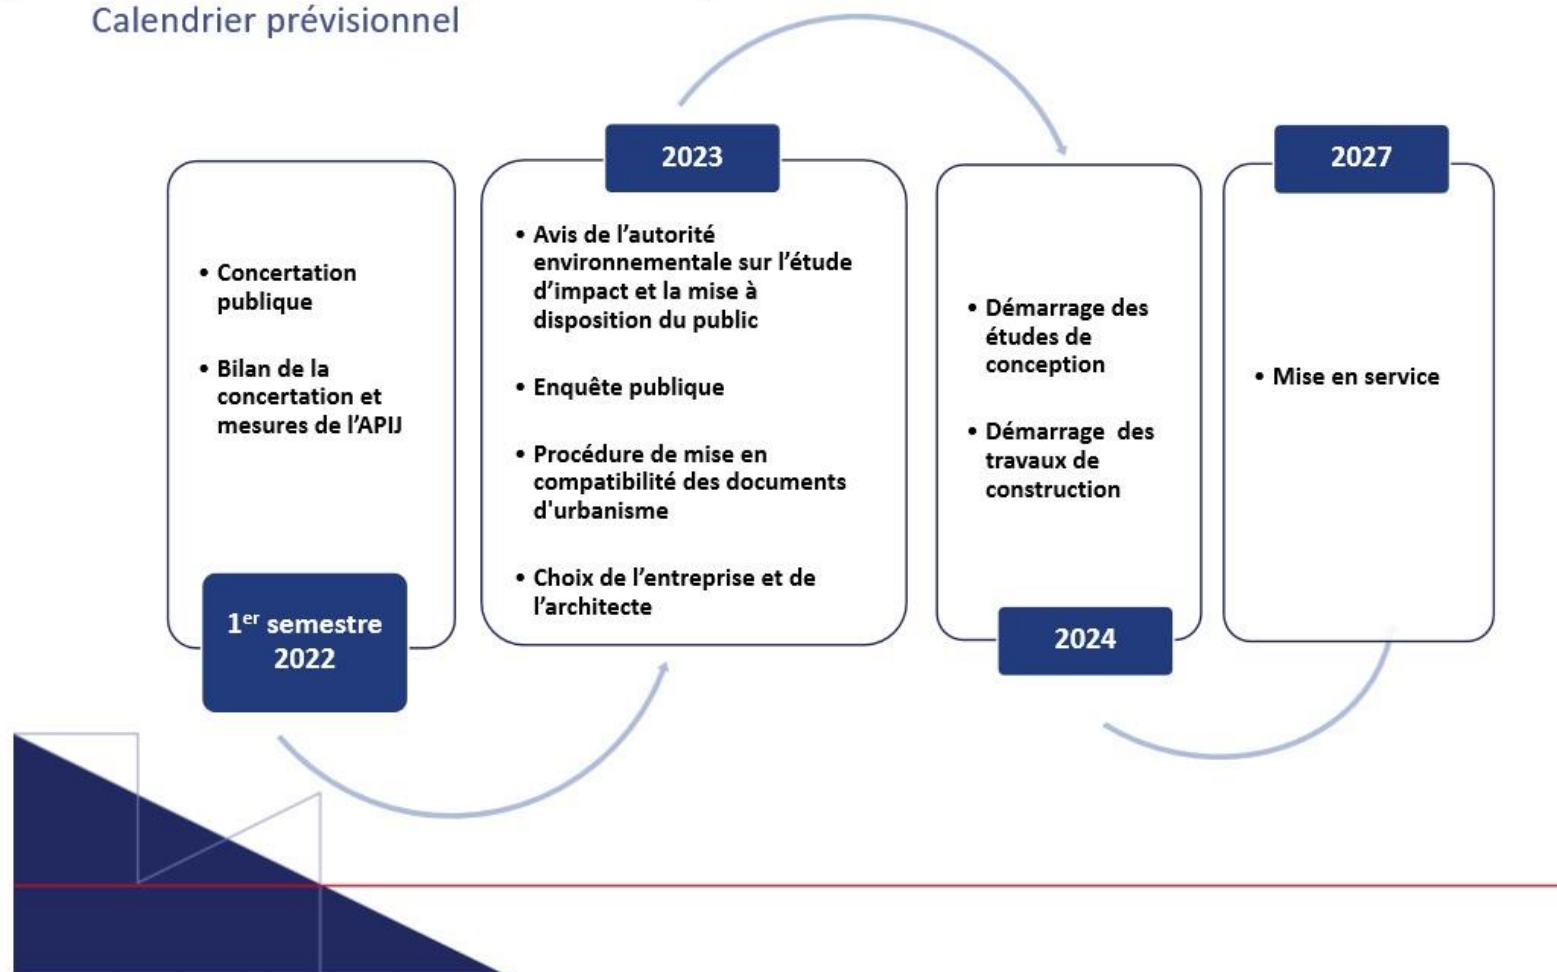 Calendrier prévisionnel
• Concertation
publique
• Bilan de la
concertation et
mesures de l’APIJ
1er semestre
2022
2023
• Avis de l’autorité
environnementale sur l’étude
d’impact et la mise à
disposition du public
• Enquête publique
• Procédure de mise en
compatibilité des documents
d'urbanisme
• Choix de l’entreprise et de
l’architecte
• Démarrage des
études de
conception
• Démarrage  des
travaux de
construction
2024
2027
• Mise en service